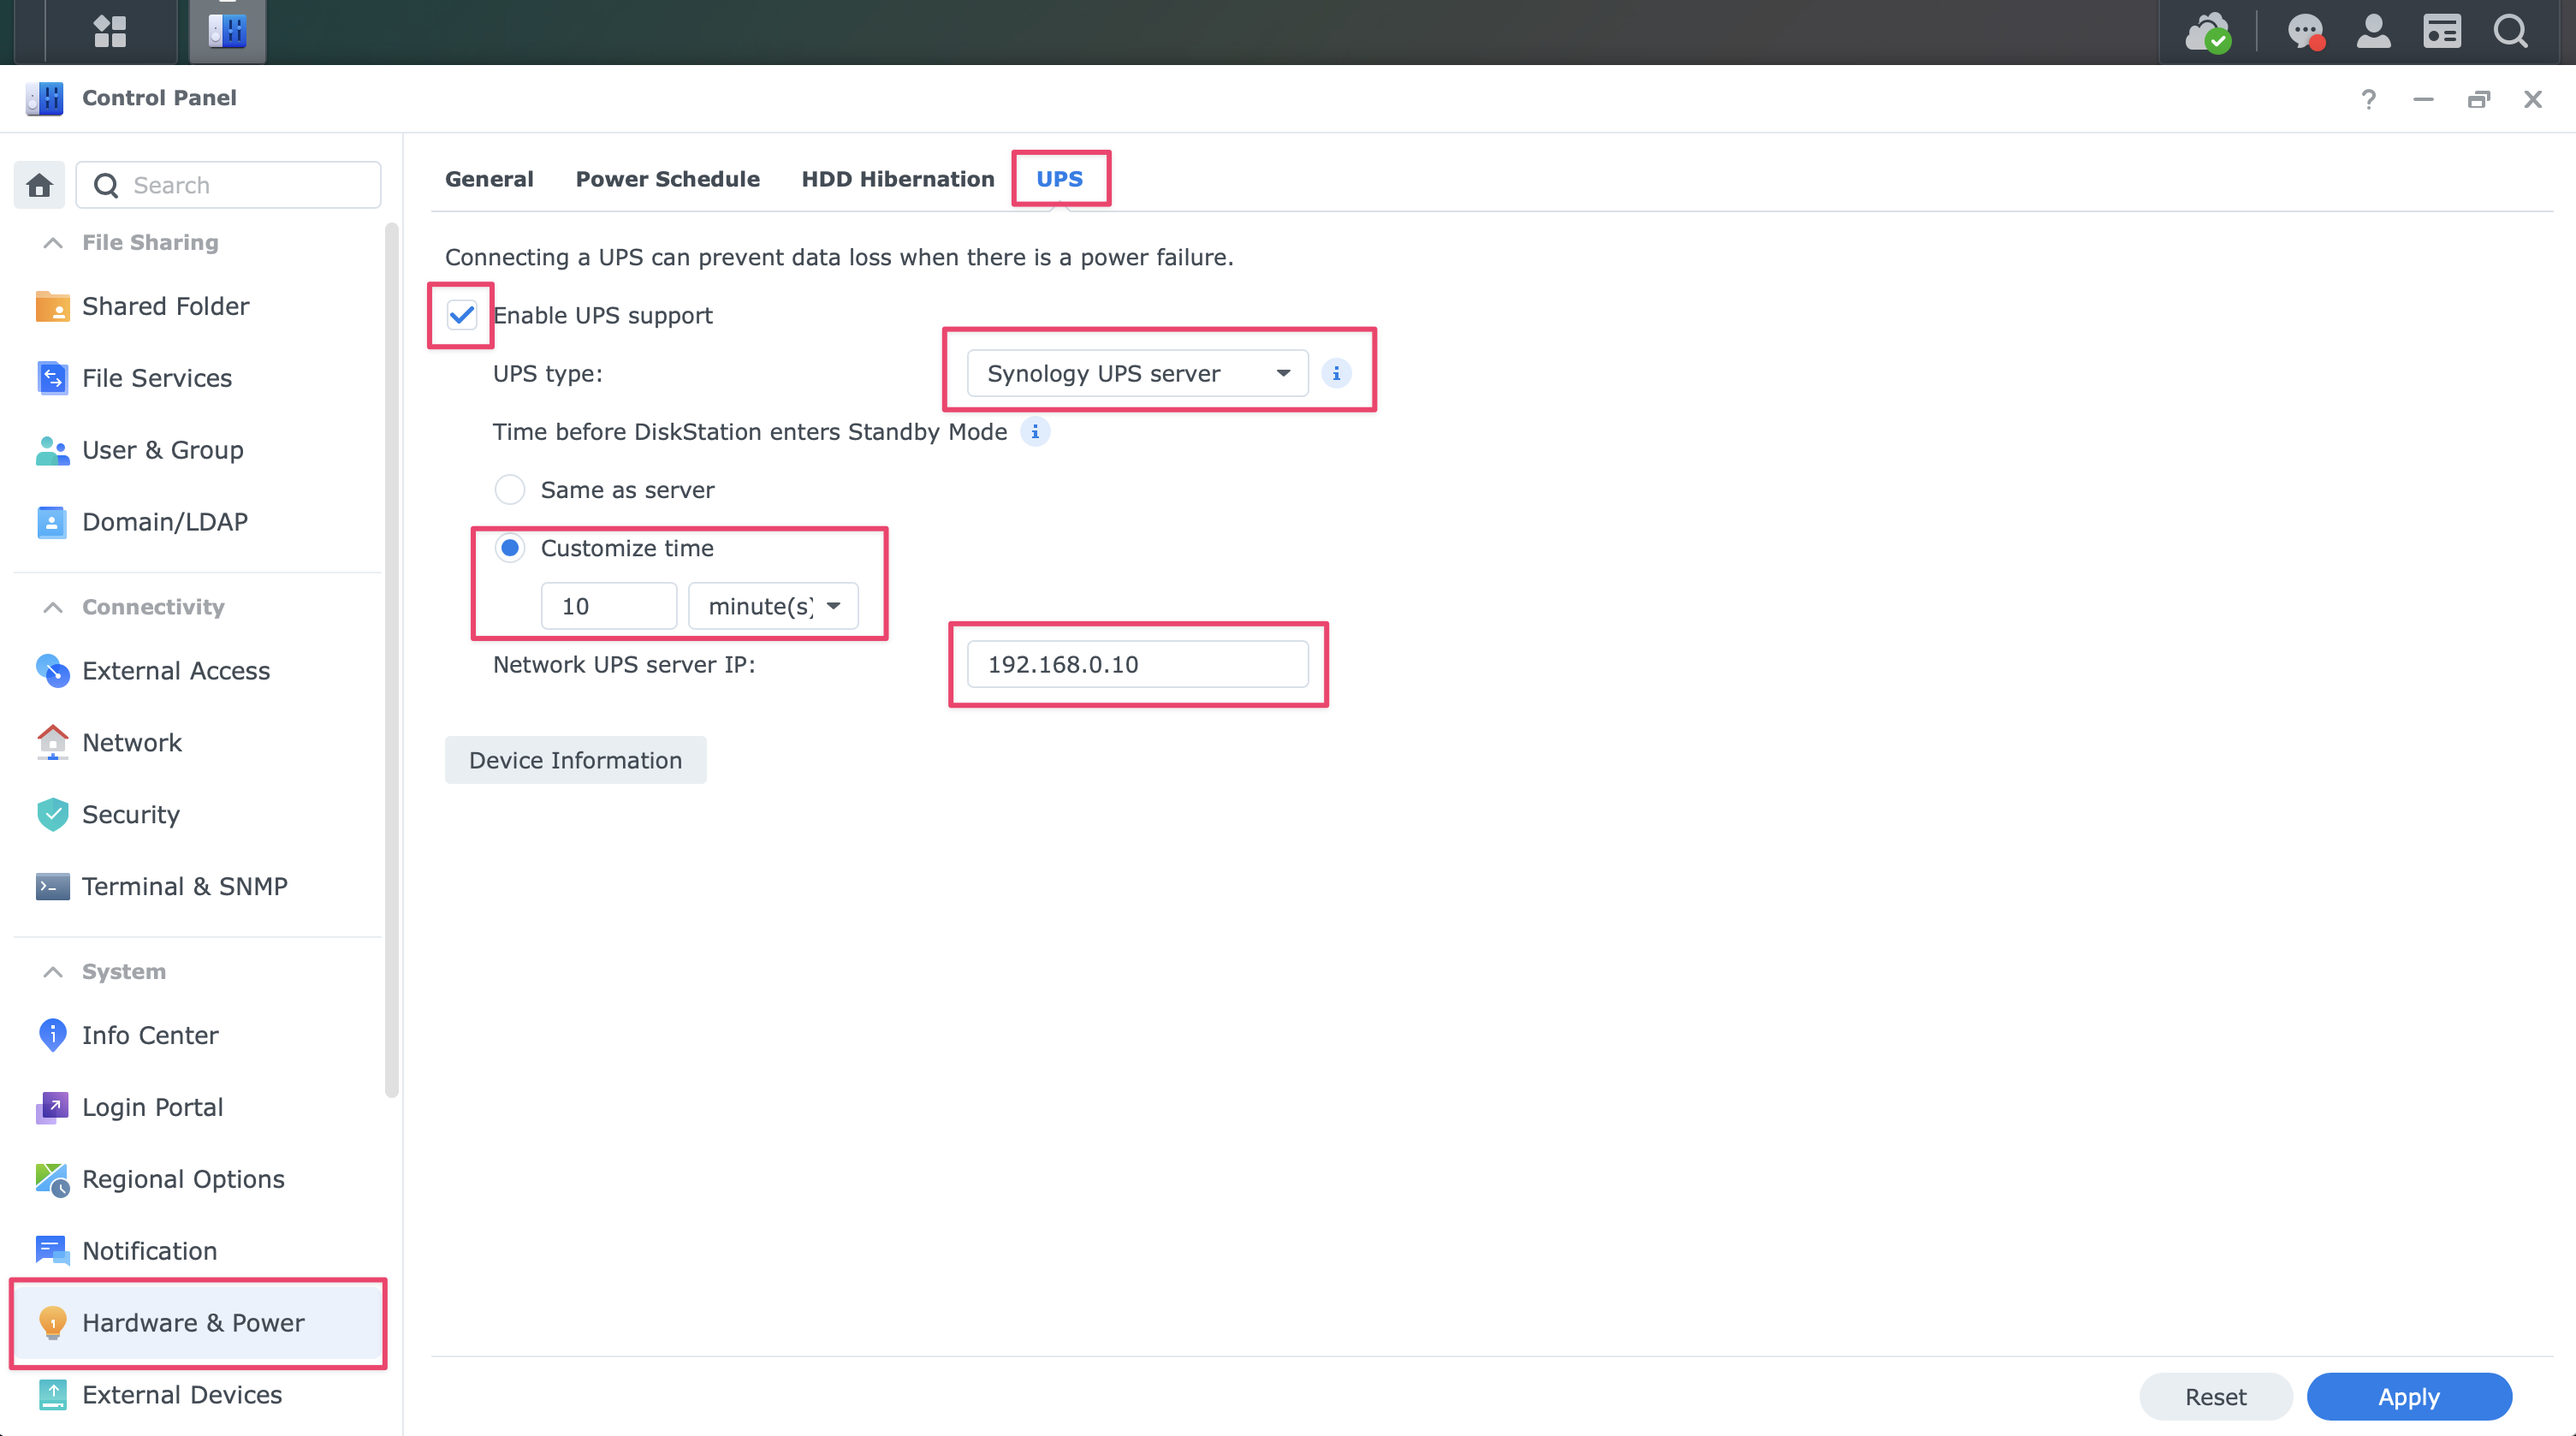 Control Panel
?
Search
File Sharing
Shared Folder
File Services
User & Group
Domain/LDAP
Connectivity
External Access
Network
Security
Terminal & SNMP
System
Info Center
Login Portal
Regional Options
Notification
Hardware & Power
External Devices
General Power Schedule HDD Hibernation UPS
Connecting a UPS can prevent data loss when there is a power failure.
Enable UPS support
UPS type: Synology UPS server
Time before DiskStation enters Standby Mode
Same as server
Customize time
10 minute(s)
Network UPS server IP: 192.168.0.10
Device Information
Reset Apply